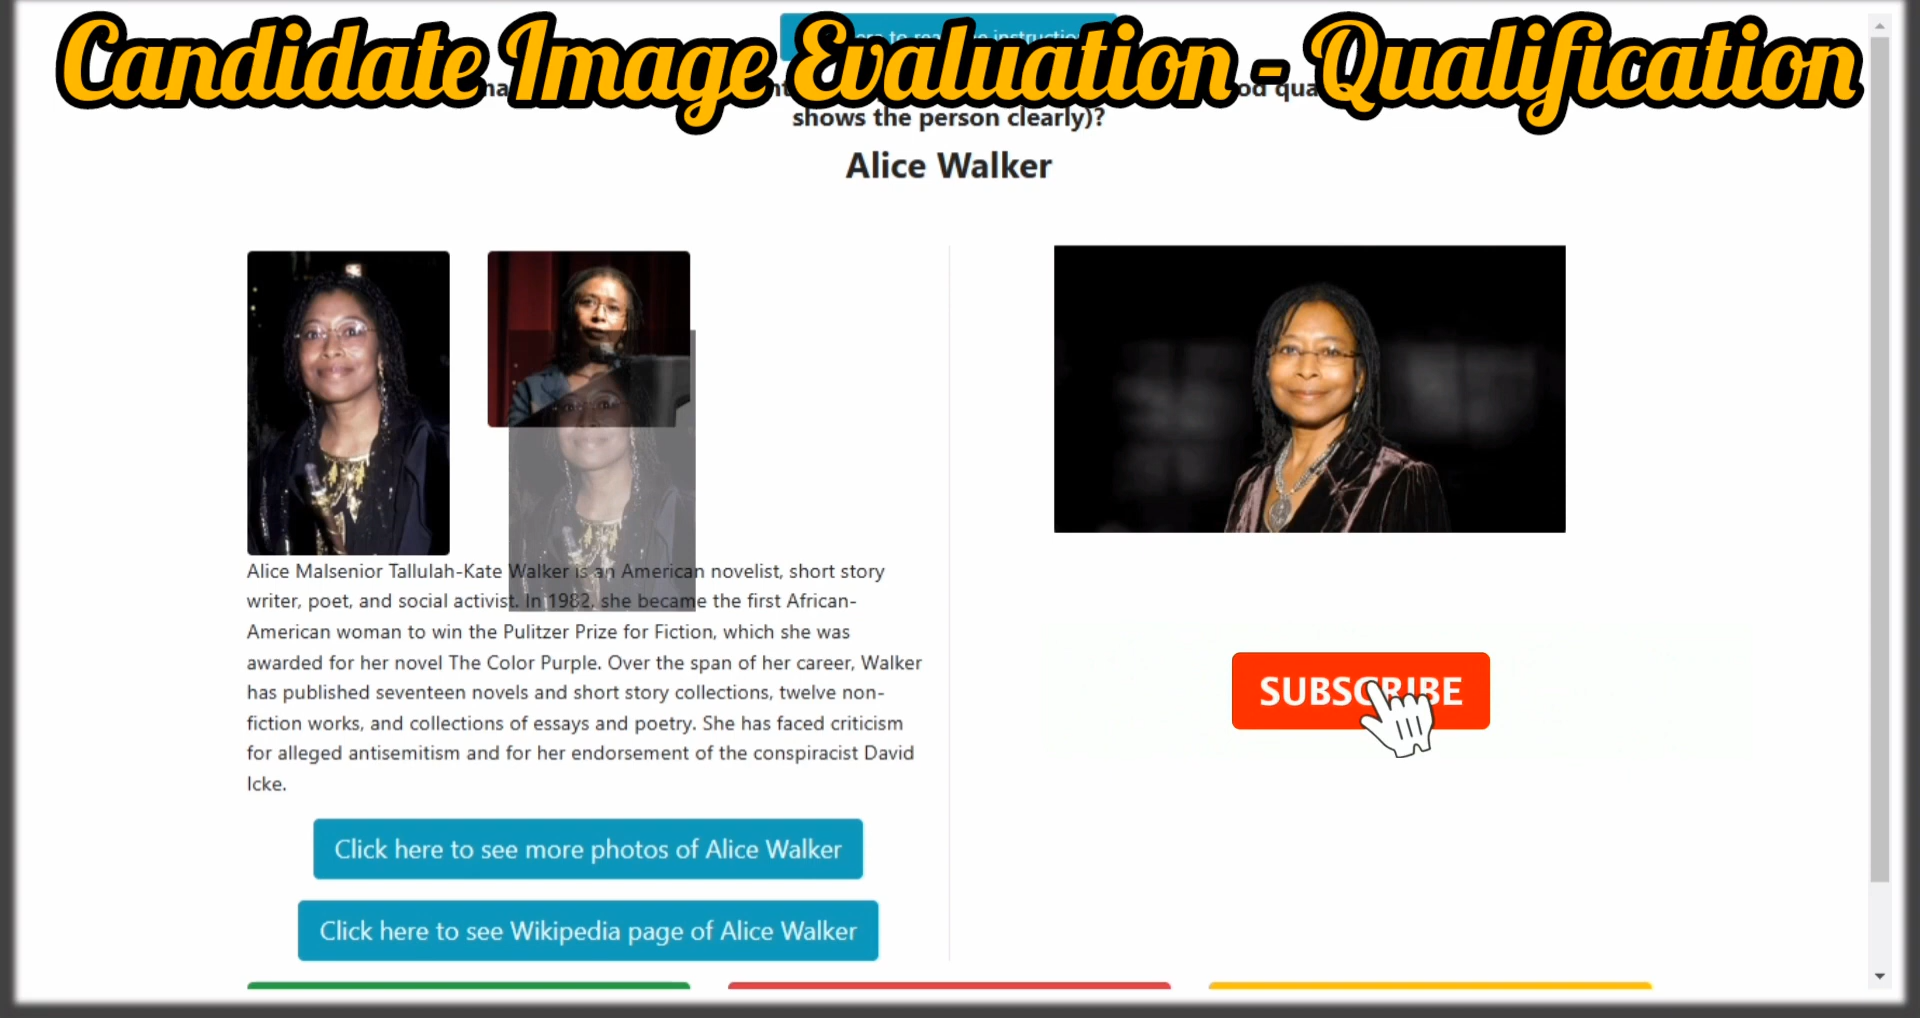 Candidate Image Evaluation - Qualification
shows the person clearly)?
Alice Walker
Alice Malsenior Tallulah-Kate Walker is an American novelist, short story
writer, poet, and social activist. In 1982, she became the first African-
American woman to win the Pulitzer Prize for Fiction, which she was
awarded for her novel The Color Purple. Over the span of her career, Walker
has published seventeen novels and short story collections, twelve non-
fiction works, and collections of essays and poetry. She has faced criticism
for alleged antisemitism and for her endorsement of the conspiracist David
Icke.
SUBSCRIBE
Click here to see more photos of Alice Walker
Click here to see Wikipedia page of Alice Walker